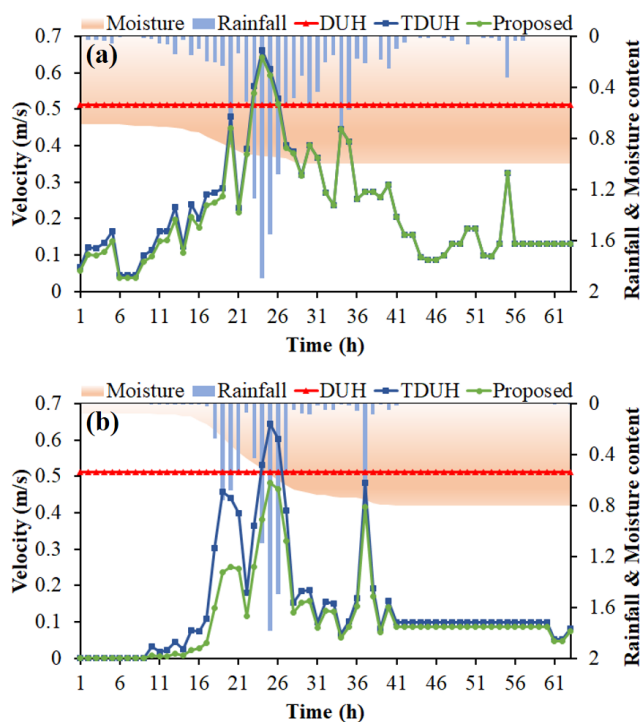 Moisture Rainfall DUH TDUH Proposed
(a)
Velocity (m/s)
Rainfall & Moisture content
0.7
0.6
0.5
0.4
0.3
0.2
0.1
0
0
0.4
0.8
1.2
1.6
2
1 6 11 16 21 26 31 36 41 46 51 56 61
Time (h)
Moisture Rainfall DUH TDUH Proposed
(b)
Velocity (m/s)
Rainfall & Moisture content
0.7
0.6
0.5
0.4
0.3
0.2
0.1
0
0
0.4
0.8
1.2
1.6
2
1 6 11 16 21 26 31 36 41 46 51 56 61
Time (h)